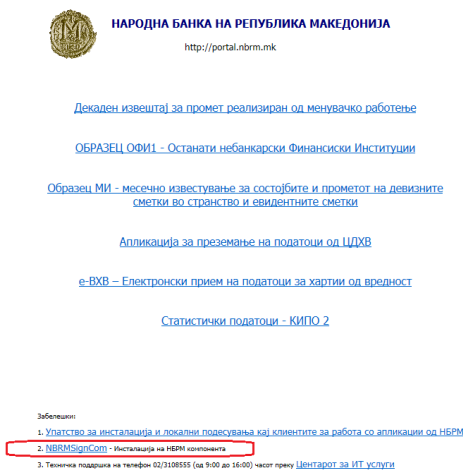 НАРОДНА БАНКА НА РЕПУБЛИКА МАКЕДОНИЈА
http://portal.nbrm.mk
Декаден извештај за промет реализиран од менувачко работење
ОБРАЗЕЦ ОФИ1 - Останати небанкарски Финансиски Институции
Образец МИ - месечно известување за состојбите и прометот на девизните
сметки во странство и евидентните сметки
Апликација за преземање на податоци од ЦДХВ
е-ВХВ – Електронски прием на податоци за хартии од вредност
Статистички податоци - КИПО 2
Забелешки:
1. Упатство за инсталација и локални подесувања кај клиентите за работа со апликации од НБРМ
2. NBRMSignCom - Инсталација на НБРМ компонента
3. Техничка поддршка на телефон 02/3108555 (од 9:00 до 16:00) часот преку Центарот за ИТ услуги